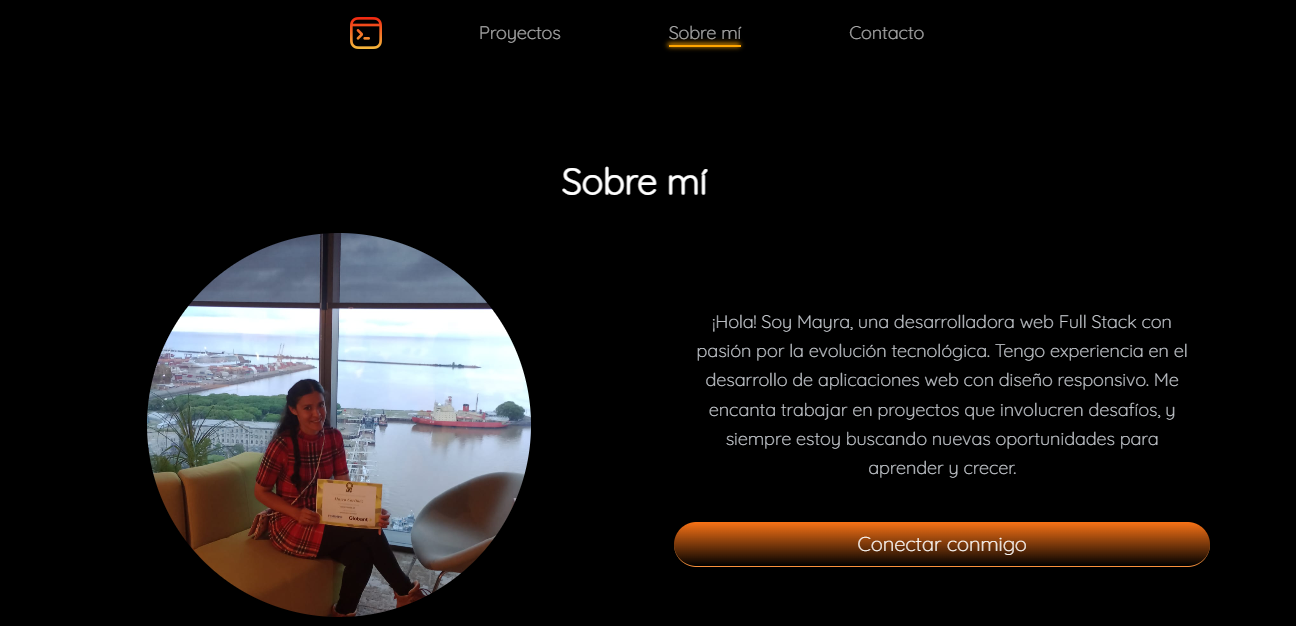 Proyectos
Sobre mí
Contacto
Sobre mí
¡Hola! Soy Mayra, una desarrolladora web Full Stack con
pasión por la evolución tecnológica. Tengo experiencia en el
desarrollo de aplicaciones web con diseño responsivo. Me
encanta trabajar en proyectos que involucren desafíos, y
siempre estoy buscando nuevas oportunidades para
aprender y crecer.
Globant
Conectar conmigo